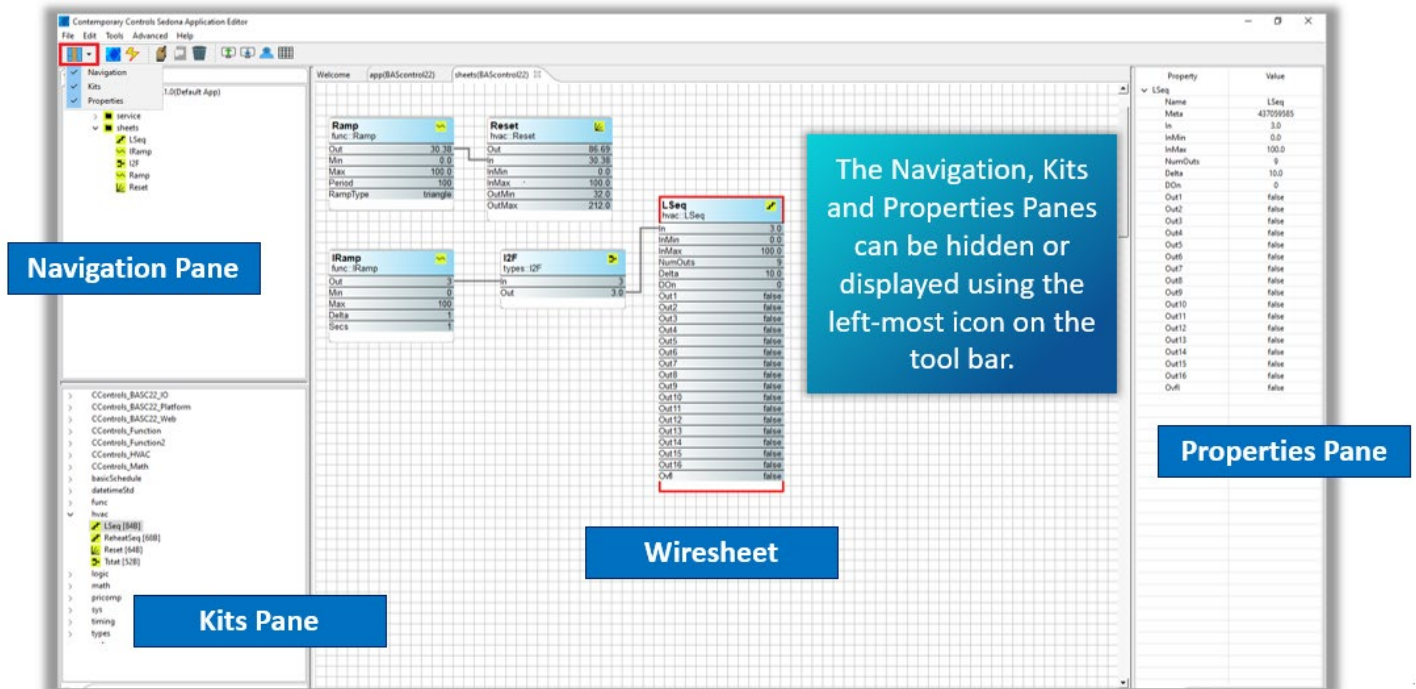 Contemporary Controls Sedona Application Editor
File Edit Tools Advanced Help
Navigation
Kits
Properties
1.0(Default App)
service
sheets
LSeq
IRamp
I2F
Ramp
Reset
Navigation Pane
CControls_BASC22_IO
CControls_BASC22_Platform
CControls_BASC22_Web
CControls_Function
CControls_Function2
CControls_HVAC
CControls_Math
basicSchedule
datetimeStd
func
hvac
LSeq [64B]
ReheatSeq [60B]
Reset [64B]
Tstat [52B]
logic
math
pricomp
sys
timing
types
Kits Pane
Welcome app(BAScontrol22) sheets(BAScontrol22)
Ramp
func::Ramp
Out 30.38
Min 0.0
Max 100.0
Period 100
RampType triangle
Reset
hvac::Reset
Out 86.69
In 30.38
InMin 0.0
InMax 100.0
OutMin 32.0
OutMax 212.0
IRamp
func::IRamp
Out 3
Min 0
Max 100
Delta 1
Secs 1
I2F
types::I2F
In 3
Out 3.0
LSeq
hvac::LSeq
In 3.0
InMin 0.0
InMax 100.0
NumOuts 9
Delta 10.0
DOn 0
Out1 false
Out2 false
Out3 false
Out4 false
Out5 false
Out6 false
Out7 false
Out8 false
Out9 false
Out10 false
Out11 false
Out12 false
Out13 false
Out14 false
Out15 false
Out16 false
Ovfl false
The Navigation, Kits
and Properties Panes
can be hidden or
displayed using the
left-most icon on the
tool bar.
Wiresheet
Property Value
LSeq
Name LSeq
Meta 437059585
In 3.0
InMin 0.0
InMax 100.0
NumOuts 9
Delta 10.0
DOn 0
Out1 false
Out2 false
Out3 false
Out4 false
Out5 false
Out6 false
Out7 false
Out8 false
Out9 false
Out10 false
Out11 false
Out12 false
Out13 false
Out14 false
Out15 false
Out16 false
Ovfl false
Properties Pane